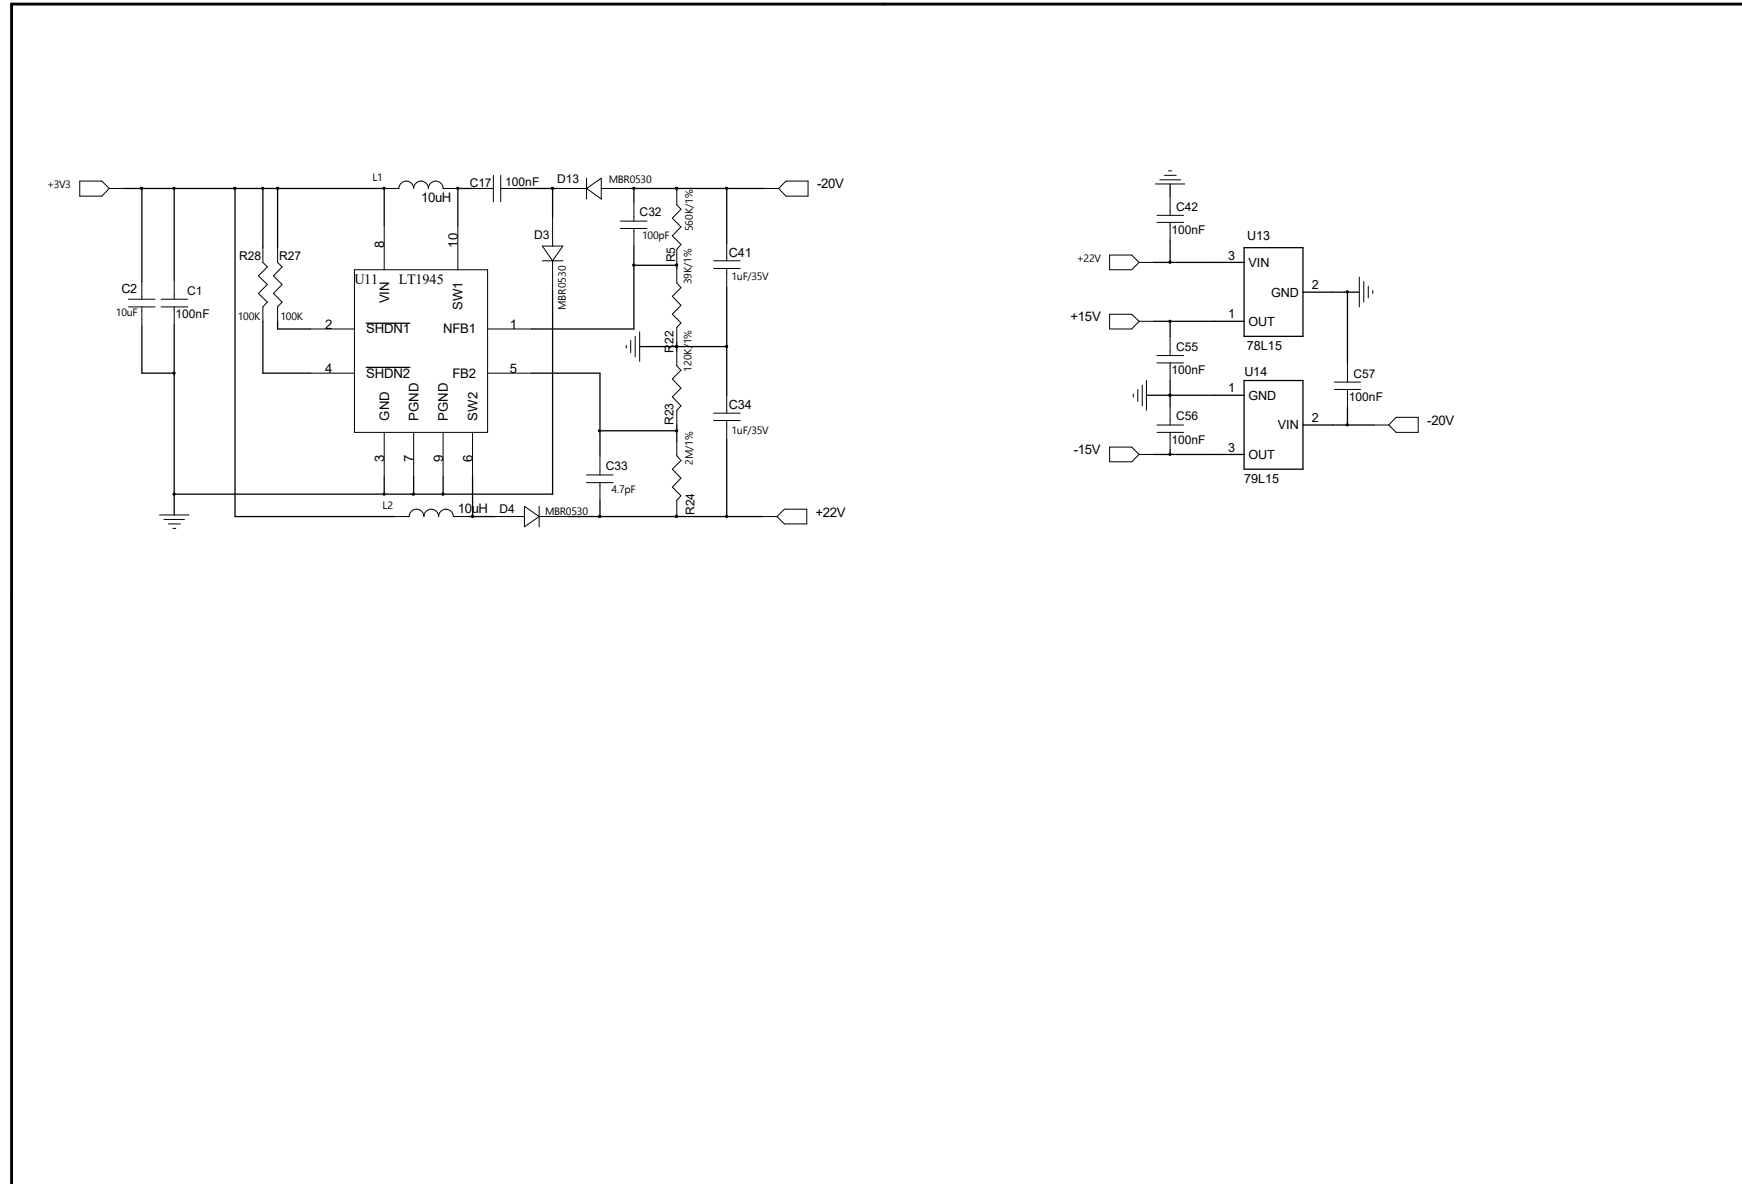 +3V3
L1
10uH
C17
100nF
D13
MBR0530
-20V
C32
100pF
560K/1%
R5
D3
MBR0530
8
10
R28
R27
100K
100K
C2
10uF
C1
100nF
U11
LT1945
VIN
SW1
2
SHDN1
NFB1
1
4
SHDN2
FB2
5
GND
PGND
PGND
SW2
3
7
9
6
39K/1%
R22
120K/1%
R23
2M/1%
R24
C41
1uF/35V
C34
1uF/35V
C33
4.7pF
L2
10uH
D4
MBR0530
+22V
C42
100nF
U13
+22V
3
VIN
GND
2
+15V
1
OUT
78L15
C55
100nF
U14
1
GND
C57
100nF
C56
100nF
VIN
2
-20V
-15V
3
OUT
79L15